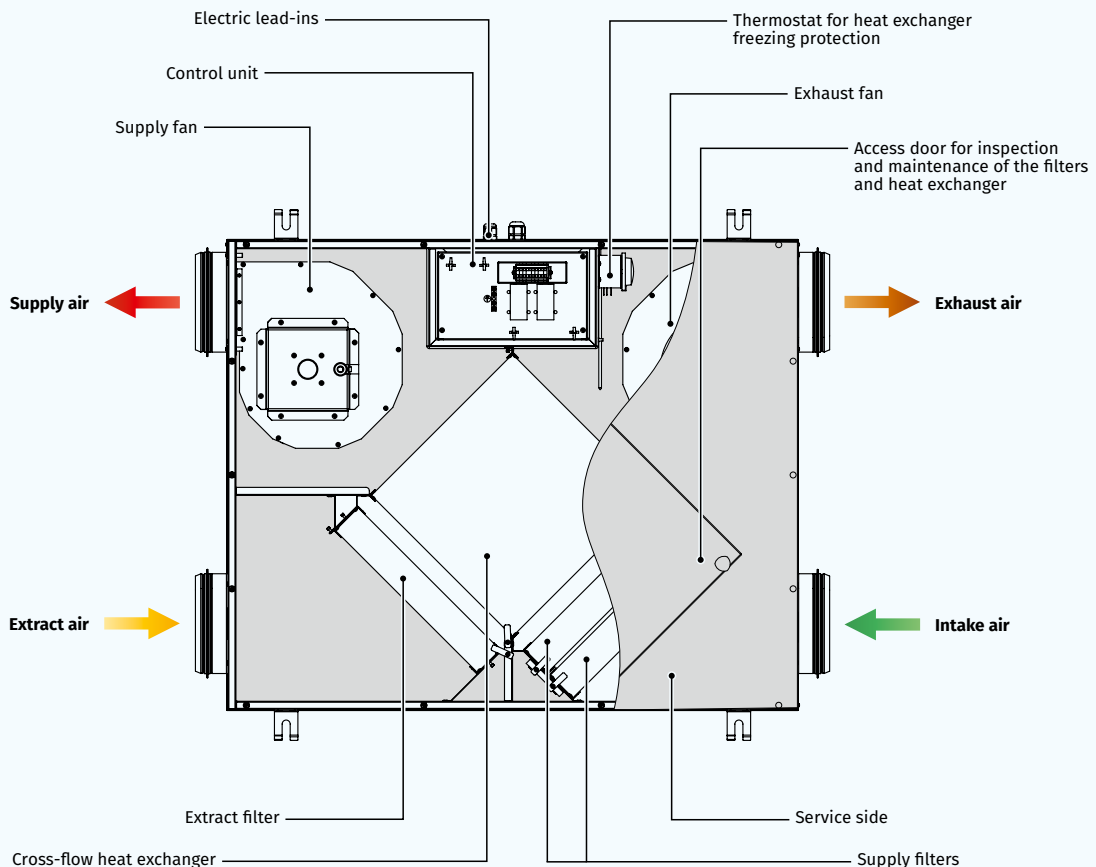 Electric lead-ins
Thermostat for heat exchanger
freezing protection
Control unit
Exhaust fan
Supply fan
Access door for inspection
and maintenance of the filters
and heat exchanger
Supply air
Exhaust air
Extract air
Intake air
Extract filter
Service side
Cross-flow heat exchanger
Supply filters